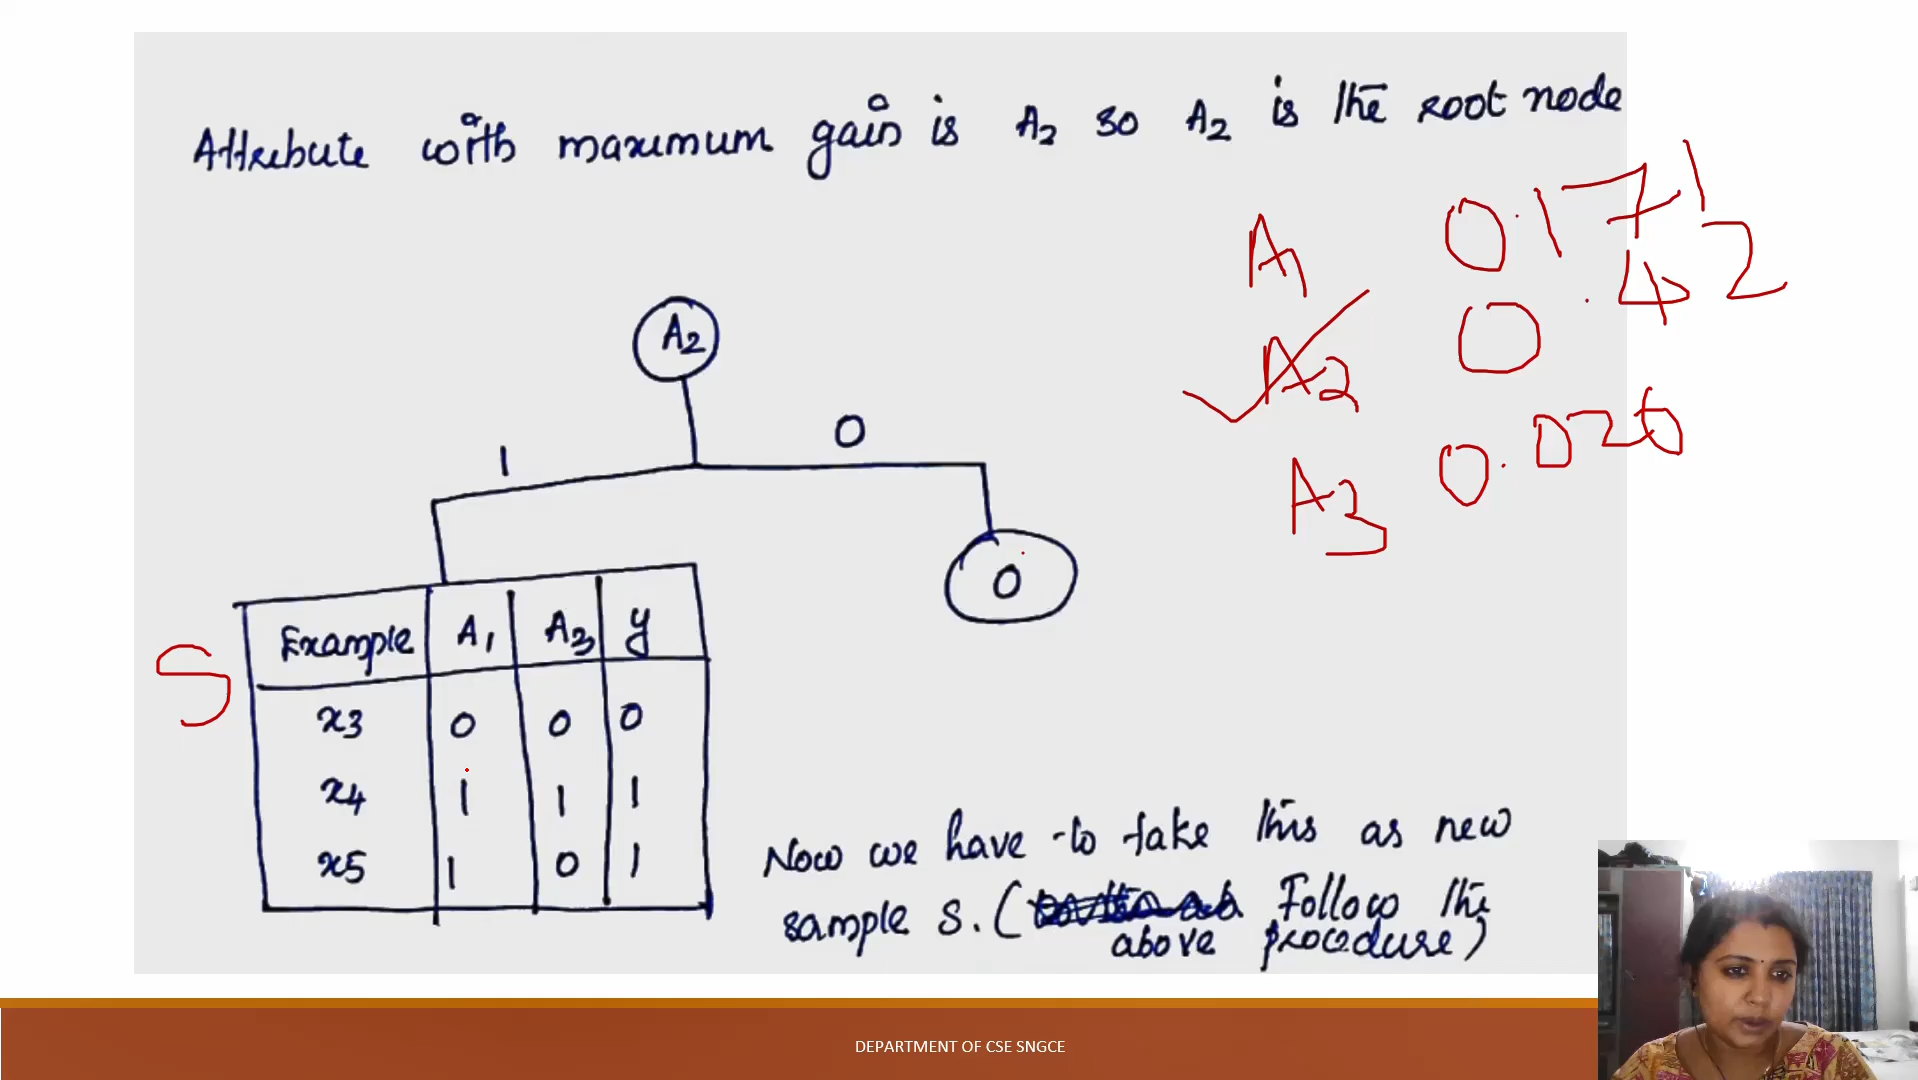 Attribute with maximum gain is A2 so A2 is the root node
A1 0.171
A2 0.42
A3 0.020
A2
1 0
0
S
Example A1 A3 y
x3 0 0 0
x4 1 1 1
x5 1 0 1
Now we have to take this as new
sample S. ( Follow the
above procedure)
DEPARTMENT OF CSE SNGCE